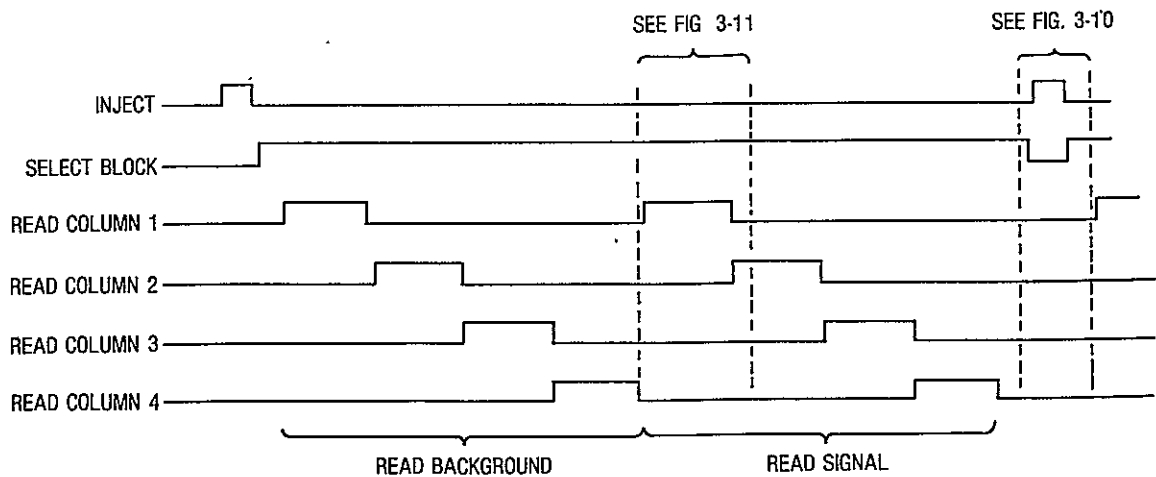 SEE FIG 3-11
SEE FIG. 3-10
INJECT
SELECT BLOCK
READ COLUMN 1
READ COLUMN 2
READ COLUMN 3
READ COLUMN 4
READ BACKGROUND
READ SIGNAL